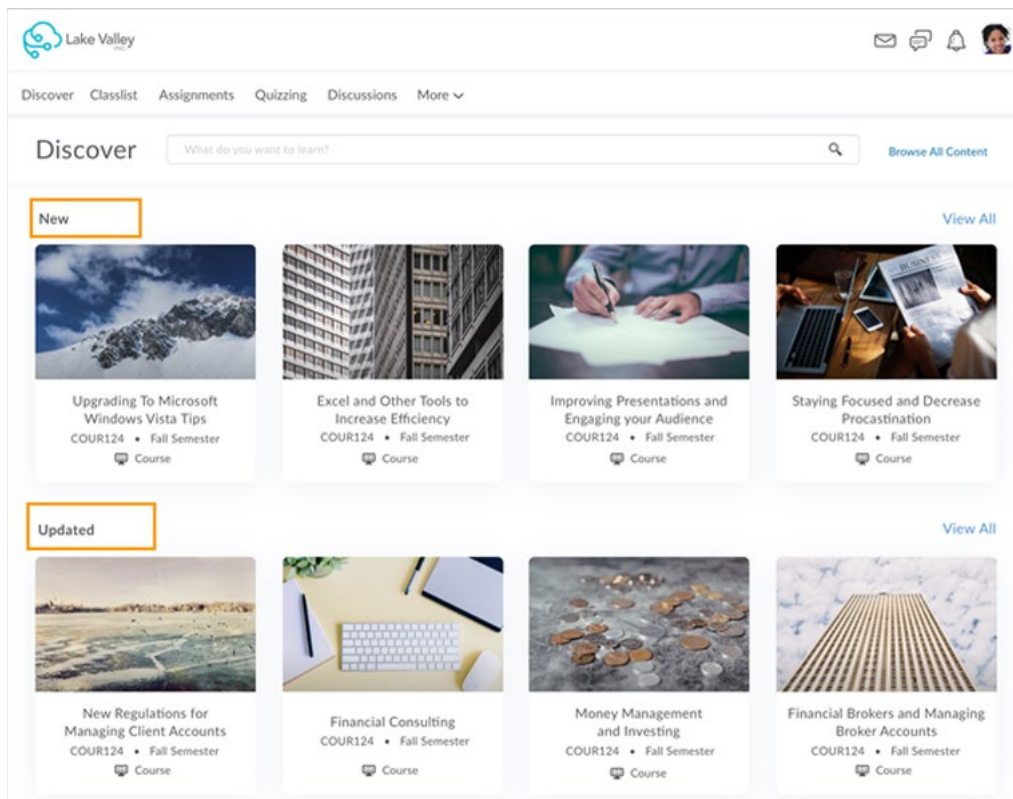 Lake Valley
INC.
Discover Classlist Assignments Quizzing Discussions More
Discover
What do you want to learn?
Browse All Content
New
View All
BUSINESS
Upgrading To Microsoft
Windows Vista Tips
COUR124 • Fall Semester
Course
Excel and Other Tools to
Increase Efficiency
COUR124 • Fall Semester
Course
Improving Presentations and
Engaging your Audience
COUR124 • Fall Semester
Course
Staying Focused and Decrease
Procastination
COUR124 • Fall Semester
Course
Updated
View All
New Regulations for
Managing Client Accounts
COUR124 • Fall Semester
Course
Financial Consulting
COUR124 • Fall Semester
Course
Money Management
and Investing
COUR124 • Fall Semester
Course
Financial Brokers and Managing
Broker Accounts
COUR124 • Fall Semester
Course